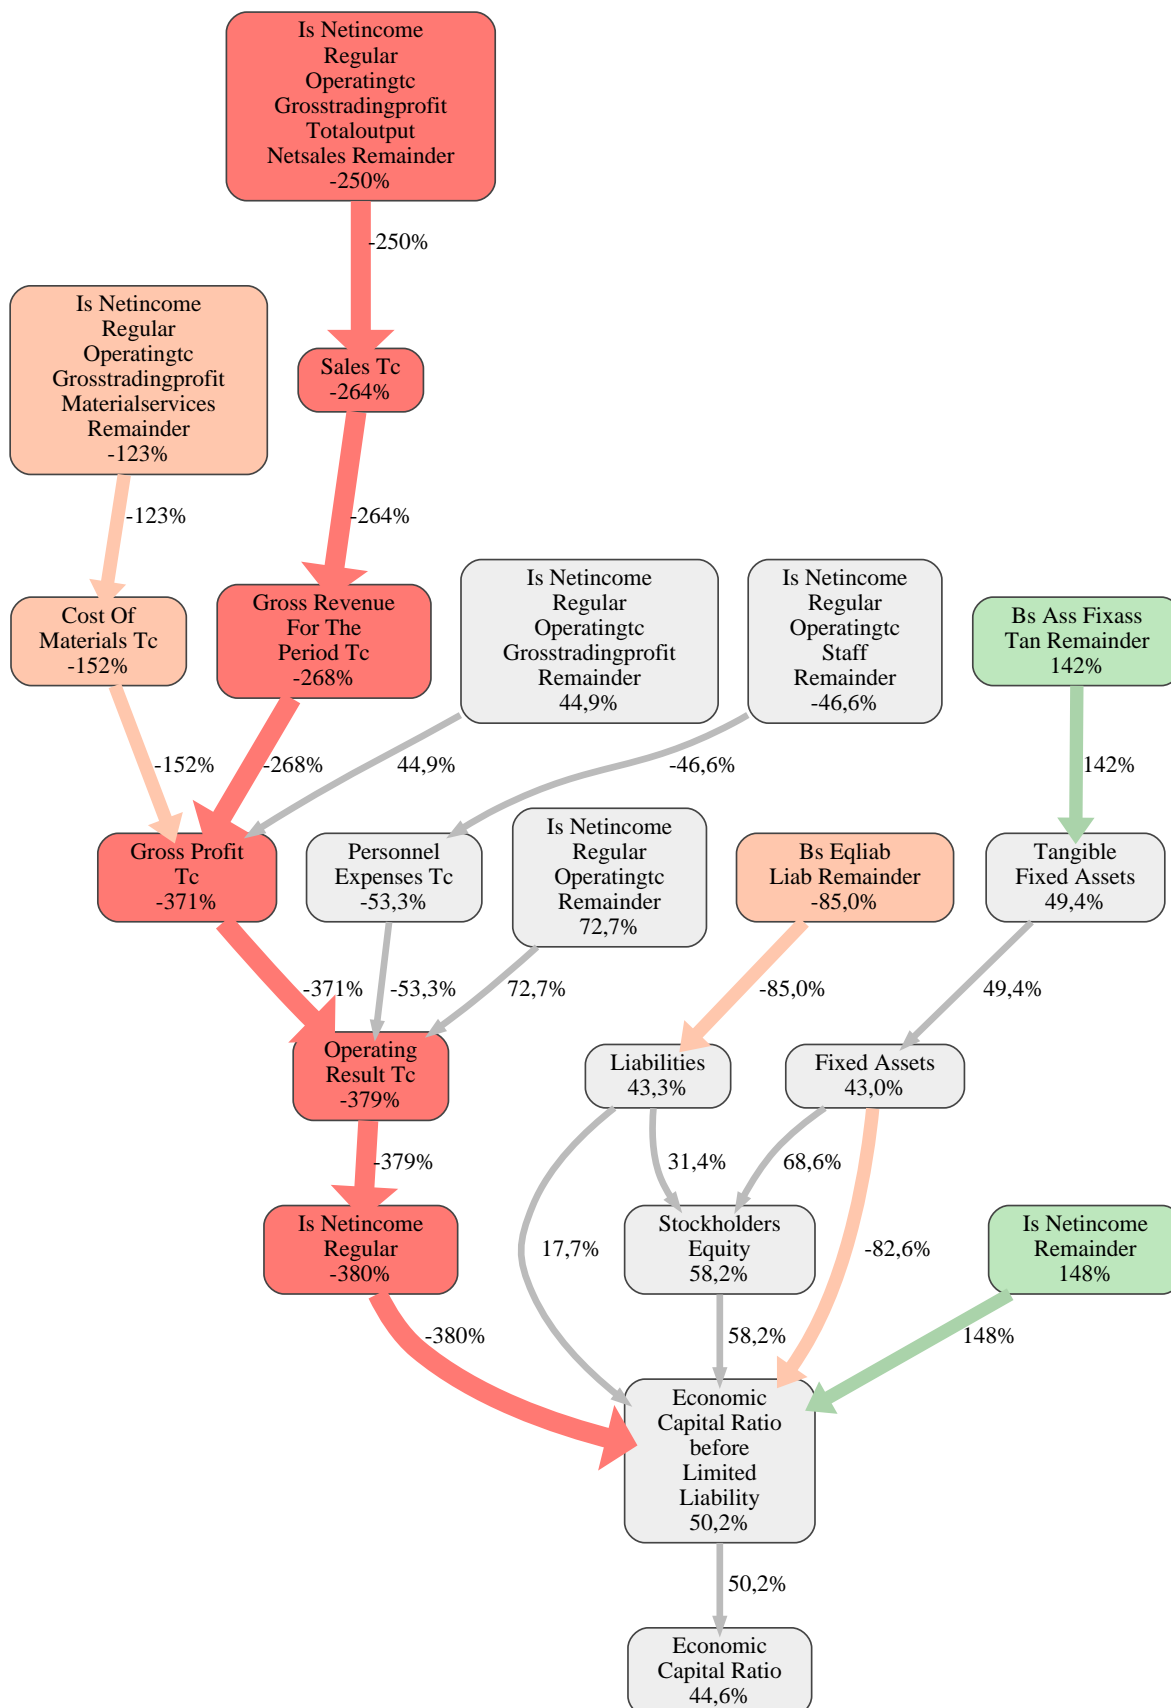 Is Netincome
Regular
Operatingtc
Grosstradingprofit
Totaloutput
Netsales Remainder
-250%
-250%
Is Netincome
Regular
Operatingtc
Grosstradingprofit
Materialservices
Remainder
-123%
Sales Tc
-264%
-123%
-264%
Cost Of
Materials Tc
-152%
Gross Revenue
For The
Period Tc
-268%
Is Netincome
Regular
Operatingtc
Grosstradingprofit
Remainder
44,9%
Is Netincome
Regular
Operatingtc
Staff
Remainder
-46,6%
Bs Ass Fixass
Tan Remainder
142%
-152%
-268%
44,9%
-46,6%
142%
Gross Profit
Tc
-371%
Personnel
Expenses Tc
-53,3%
Is Netincome
Regular
Operatingtc
Remainder
72,7%
Bs Eqliab
Liab Remainder
-85,0%
Tangible
Fixed Assets
49,4%
-371%
-53,3%
72,7%
-85,0%
49,4%
Operating
Result Tc
-379%
Liabilities
43,3%
Fixed Assets
43,0%
-379%
31,4%
68,6%
Is Netincome
Regular
-380%
17,7%
Stockholders
Equity
58,2%
-82,6%
Is Netincome
Remainder
148%
-380%
58,2%
148%
Economic
Capital Ratio
before
Limited
Liability
50,2%
50,2%
Economic
Capital Ratio
44,6%